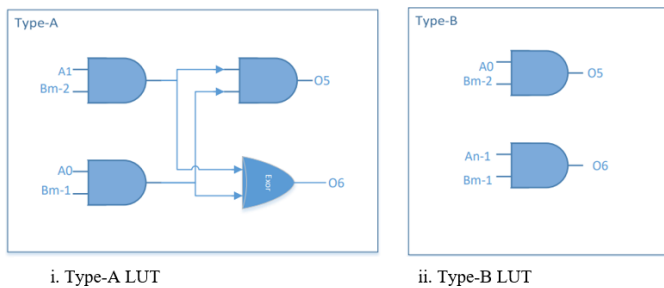 Type-A
A1
Bm-2
O5
A0
Bm-1
Exor
O6
Type-B
A0
Bm-2
O5
An-1
Bm-1
O6
i. Type-A LUT
ii. Type-B LUT